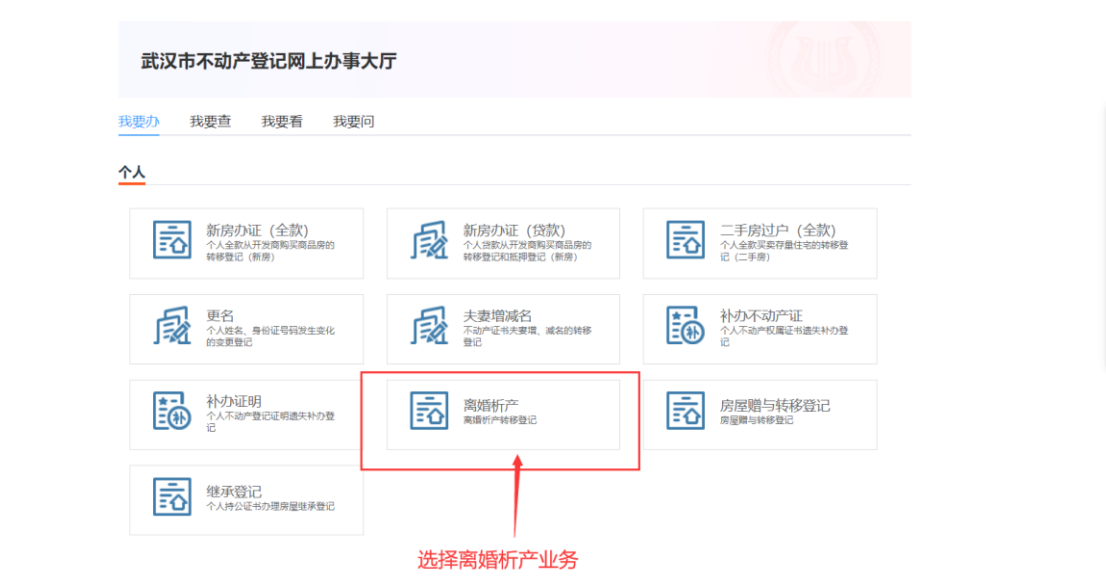 武汉市不动产登记网上办事大厅
我要办 我要查 我要看 我要问
个人
新房办证（全款）
个人全款从开发商购买商品房的
转移登记（新房）
新房办证（贷款）
个人贷款从开发商购买商品房的
转移登记和抵押登记（新房）
二手房过户（全款）
个人全款买卖存量住宅的转移登
记（二手房）
更名
个人姓名、身份证号码发生变化
的变更登记
夫妻增减名
不动产证书夫妻增、减名的转移
登记
补办不动产证
个人不动产权属证书遗失补办登
记
补
补办证明
个人不动产登记证明遗失补办登
记
补
离婚析产
离婚析产转移登记
房屋赠与转移登记
房屋赠与转移登记
继承登记
个人持公证书办理房屋继承登记
选择离婚析产业务